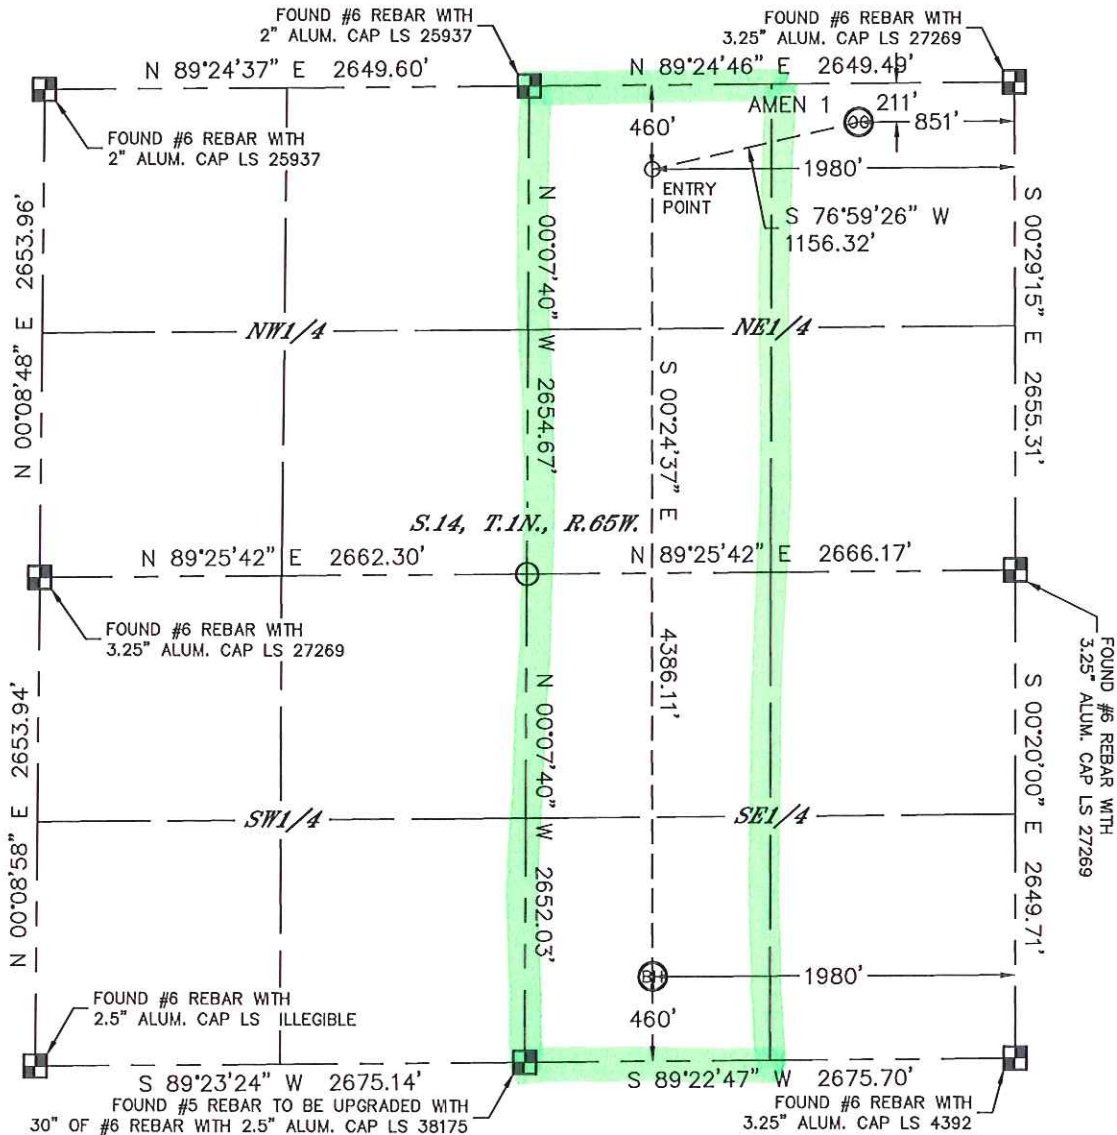 FOUND #6 REBAR WITH
2" ALUM. CAP LS 25937
FOUND #6 REBAR WITH
3.25" ALUM. CAP LS 27269
N 89°24'37" E 2649.60'
N 89°24'46" E 2649.49'
FOUND #6 REBAR WITH
2" ALUM. CAP LS 25937
460'
AMEN 1
OG
211'
851'
1980'
ENTRY
POINT
S 76°59'26" W
1156.32'
N 00°08'48" E 2653.96'
N 00°07'40" W 2654.67'
S 00°29'15" E 2655.31'
NW1/4
NE1/4
S 00°24'37" E 4386.11'
S.14, T.1N., R.65W.
N 89°25'42" E 2662.30'
N 89°25'42" E 2666.17'
FOUND #6 REBAR WITH
3.25" ALUM. CAP LS 27269
FOUND #6 REBAR WITH
3.25" ALUM. CAP LS 27269
N 00°08'58" E 2653.94'
N 00°07'40" W 2652.03'
S 00°20'00" E 2649.71'
SW1/4
SE1/4
BH
1980'
460'
FOUND #6 REBAR WITH
2.5" ALUM. CAP LS ILLEGIBLE
S 89°23'24" W 2675.14'
S 89°22'47" W 2675.70'
FOUND #5 REBAR TO BE UPGRADED WITH
30" OF #6 REBAR WITH 2.5" ALUM. CAP LS 38175
FOUND #6 REBAR WITH
3.25" ALUM. CAP LS 4392